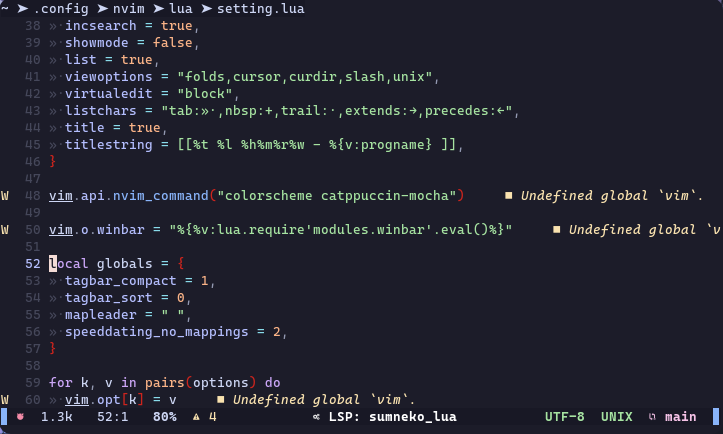 ~ ➤ .config ➤ nvim ➤ lua ➤ setting.lua
38 »·incsearch = true,
39 »·showmode = false,
40 »·list = true,
41 »·viewoptions = "folds,cursor,curdir,slash,unix",
42 »·virtualedit = "block",
43 »·listchars = "tab:»·,nbsp:+,trail:·,extends:→,precedes:←",
44 »·title = true,
45 »·titlestring = [[%t %l %h%m%r%w - %{v:progname} ]],
46 }
47
W 48 vim.api.nvim_command("colorscheme catppuccin-mocha") ■ Undefined global `vim`.
49
W 50 vim.o.winbar = "%{%v:lua.require'modules.winbar'.eval()%}" ■ Undefined global `v
51
52 local globals = {
53 »·tagbar_compact = 1,
54 »·tagbar_sort = 0,
55 »·mapleader = " ",
56 »·speeddating_no_mappings = 2,
57 }
58
59 for k, v in pairs(options) do
W 60 »·vim.opt[k] = v ■ Undefined global `vim`.
1.3k 52:1 80% ⚠ 4 LSP: sumneko_lua UTF-8 UNIX main